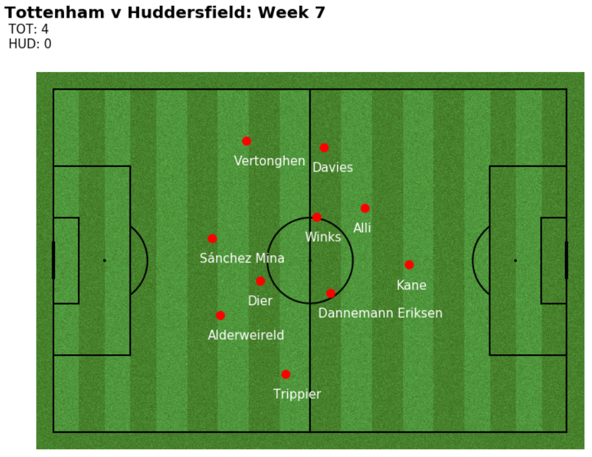 Tottenham v Huddersfield: Week 7
TOT: 4
HUD: 0
Vertonghen
Davies
Alli
Winks
Sánchez Mina
Kane
Dier
Dannemann Eriksen
Alderweireld
Trippier